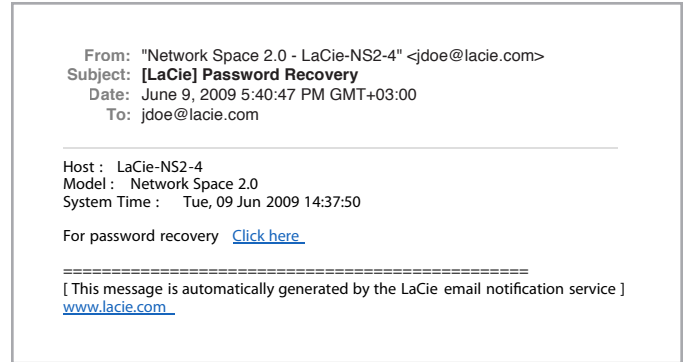 From: "Network Space 2.0 - LaCie-NS2-4" <jdoe@lacie.com>
Subject: [LaCie] Password Recovery
Date: June 9, 2009 5:40:47 PM GMT+03:00
To: jdoe@lacie.com
Host : LaCie-NS2-4
Model : Network Space 2.0
System Time : Tue, 09 Jun 2009 14:37:50
For password recovery Click here
================================================
[ This message is automatically generated by the LaCie email notification service ]
www.lacie.com